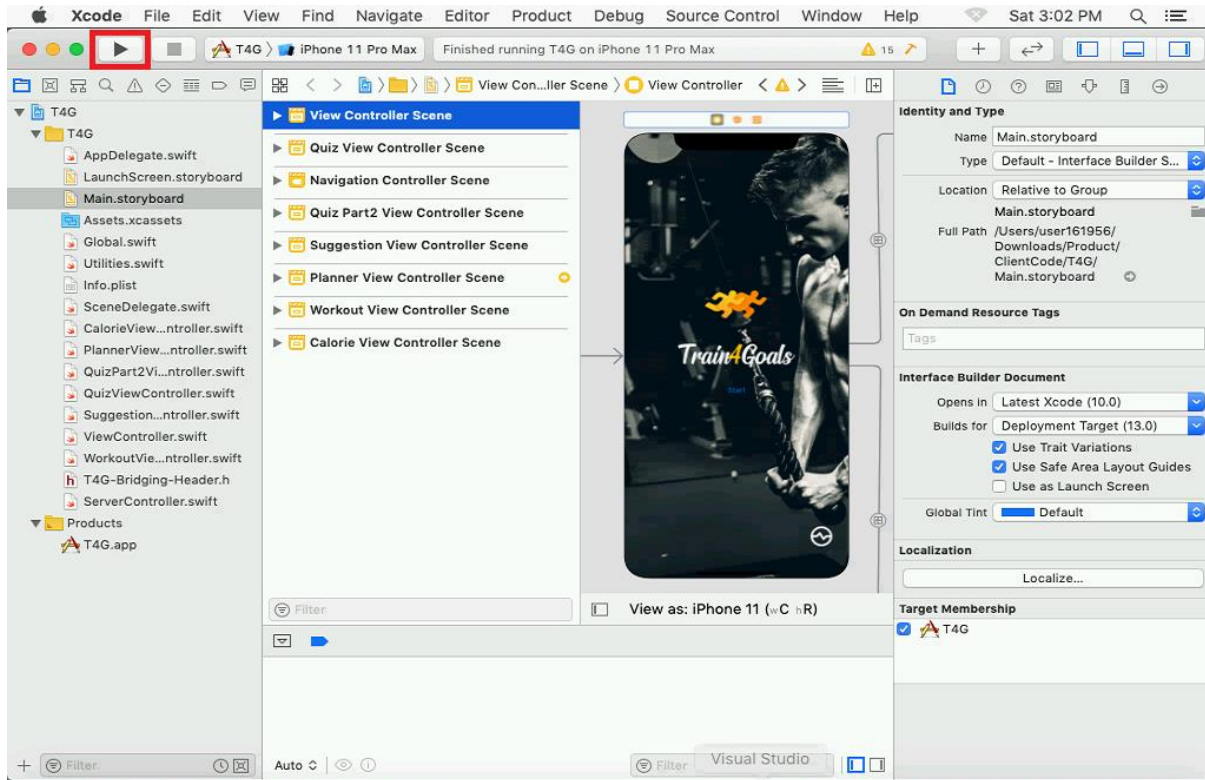 Xcode File Edit View Find Navigate Editor Product Debug Source Control Window Help Sat 3:02 PM
T4G iPhone 11 Pro Max Finished running T4G on iPhone 11 Pro Max 15
View Con...ller Scene View Controller
T4G
T4G
AppDelegate.swift
LaunchScreen.storyboard
Main.storyboard
Assets.xcassets
Global.swift
Utilities.swift
Info.plist
SceneDelegate.swift
CalorieView...ntroller.swift
PlannerView...ntroller.swift
QuizPart2Vi...ntroller.swift
QuizViewController.swift
Suggestion...ntroller.swift
ViewController.swift
WorkoutVie...ntroller.swift
h T4G-Bridging-Header.h
ServerController.swift
Products
T4G.app
Filter
View Controller Scene
Quiz View Controller Scene
Navigation Controller Scene
Quiz Part2 View Controller Scene
Suggestion View Controller Scene
Planner View Controller Scene
Workout View Controller Scene
Calorie View Controller Scene
Filter
Train4Goals
Start
View as: iPhone 11 (wC hR)
Auto
Filter
Visual Studio
Identity and Type
Name Main.storyboard
Type Default - Interface Builder S...
Location Relative to Group
Main.storyboard
Full Path /Users/user161956/
Downloads/Product/
ClientCode/T4G/
Main.storyboard
On Demand Resource Tags
Tags
Interface Builder Document
Opens in Latest Xcode (10.0)
Builds for Deployment Target (13.0)
Use Trait Variations
Use Safe Area Layout Guides
Use as Launch Screen
Global Tint Default
Localization
Localize...
Target Membership
T4G